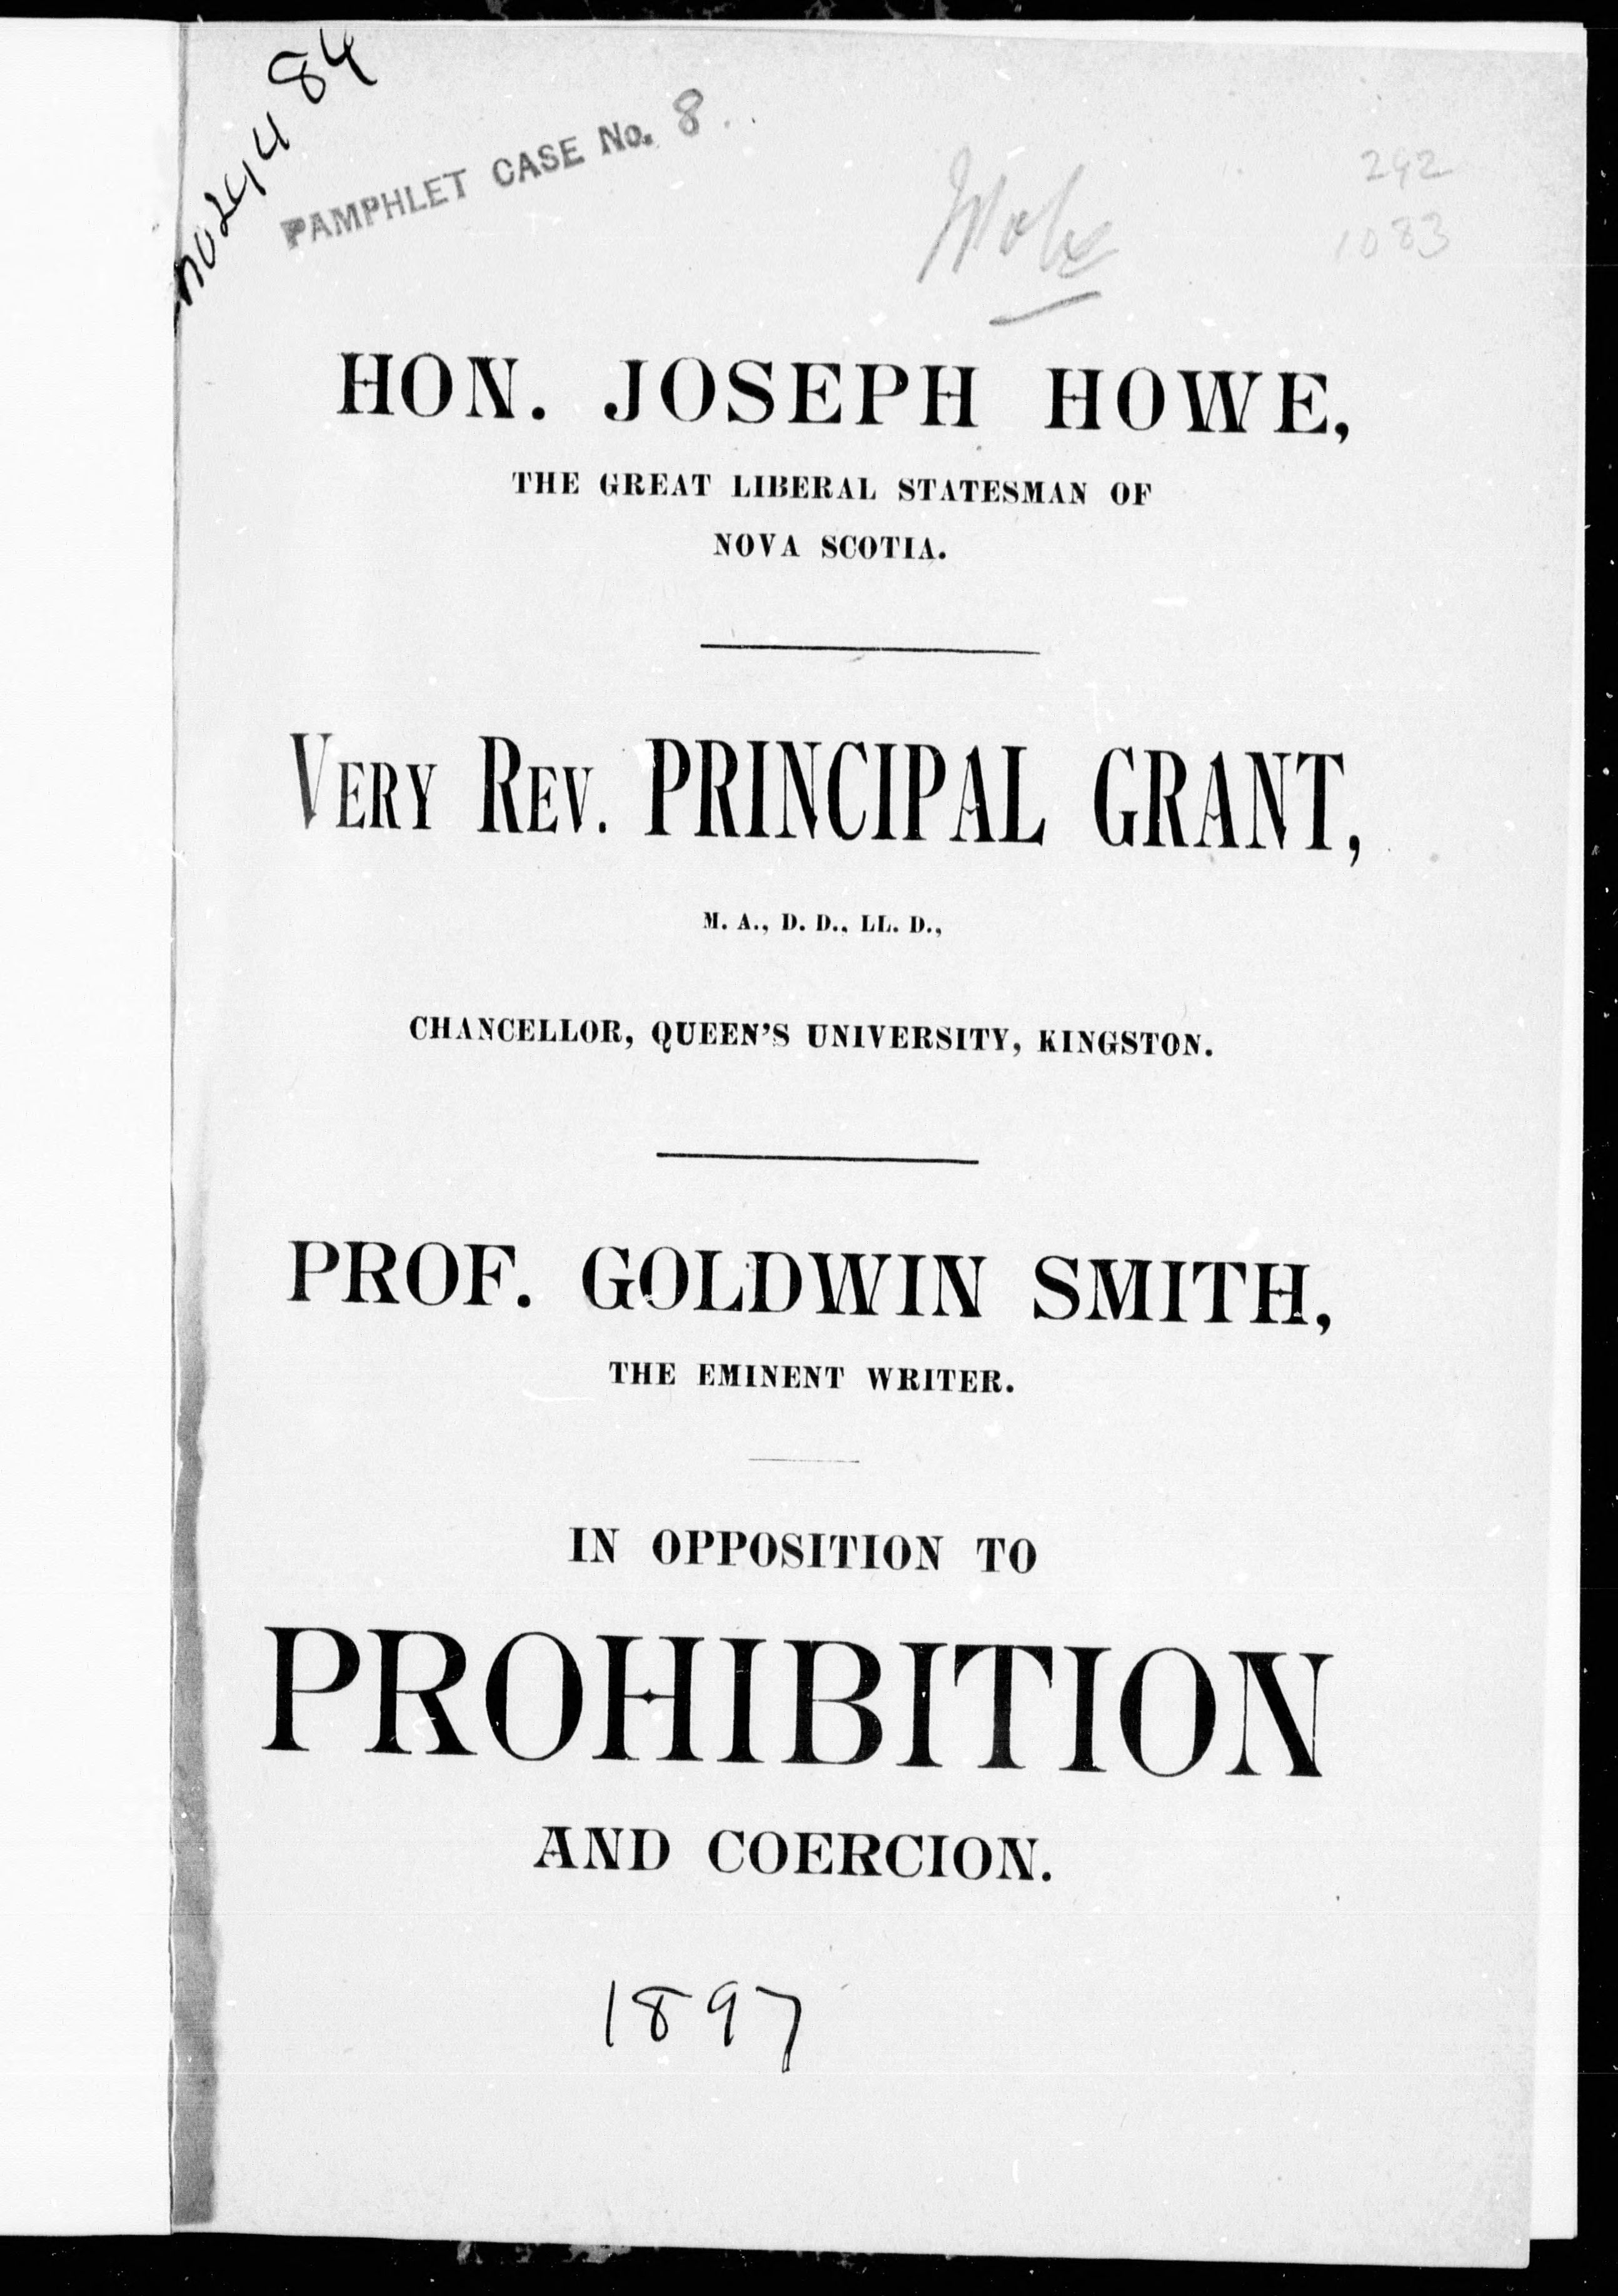 PAMPHLET CASE No. 8
292
1083
HON. JOSEPH HOWE,
THE GREAT LIBERAL STATESMAN OF
NOVA SCOTIA.
VERY REV. PRINCIPAL GRANT,
M. A., D. D., LL. D.,
CHANCELLOR, QUEEN'S UNIVERSITY, KINGSTON.
PROF. GOLDWIN SMITH,
THE EMINENT WRITER.
IN OPPOSITION TO
PROHIBITION
AND COERCION.
1897